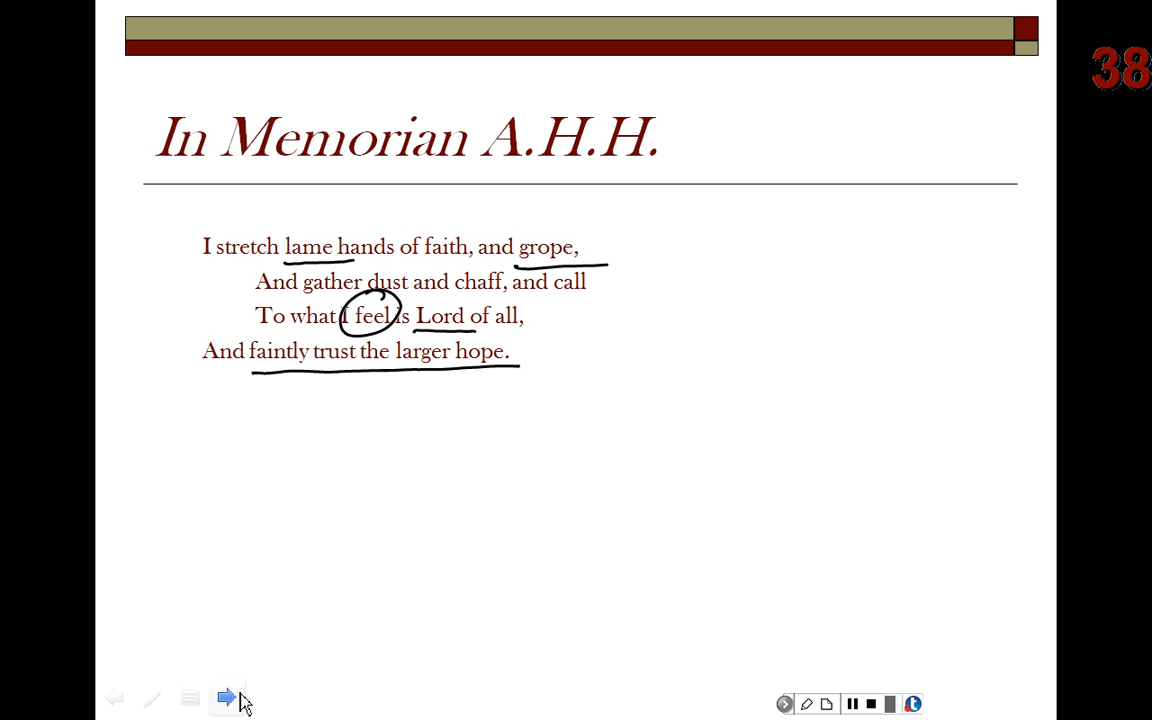 38
In Memorian A.H.H.
I stretch lame hands of faith, and grope,
And gather dust and chaff, and call
To what I feel is Lord of all,
And faintly trust the larger hope.